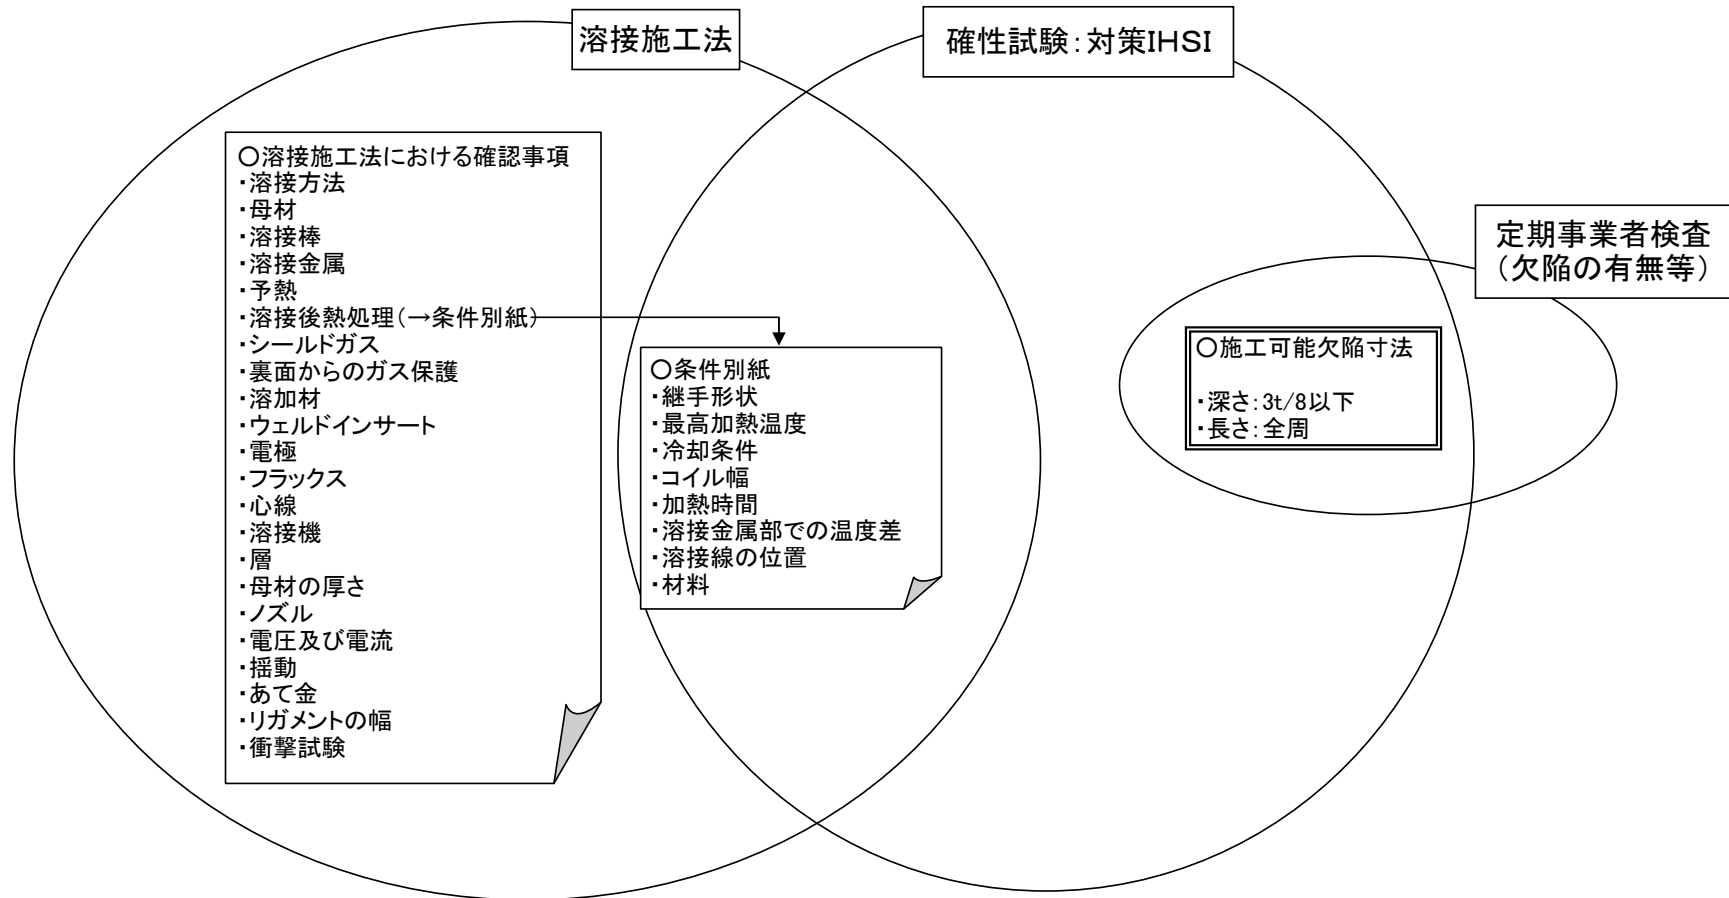 溶接施工法
確性試験：対策IHSI
定期事業者検査
（欠陥の有無等）
○溶接施工法における確認事項
・溶接方法
・母材
・溶接棒
・溶接金属
・予熱
・溶接後熱処理（→条件別紙）
・シールドガス
・裏面からのガス保護
・溶加材
・ウェルドインサート
・電極
・フラックス
・心線
・溶接機
・層
・母材の厚さ
・ノズル
・電圧及び電流
・揺動
・あて金
・リガメントの幅
・衝撃試験
○条件別紙
・継手形状
・最高加熱温度
・冷却条件
・コイル幅
・加熱時間
・溶接金属部での温度差
・溶接線の位置
・材料
○施工可能欠陥寸法
・深さ：3t/8以下
・長さ：全周